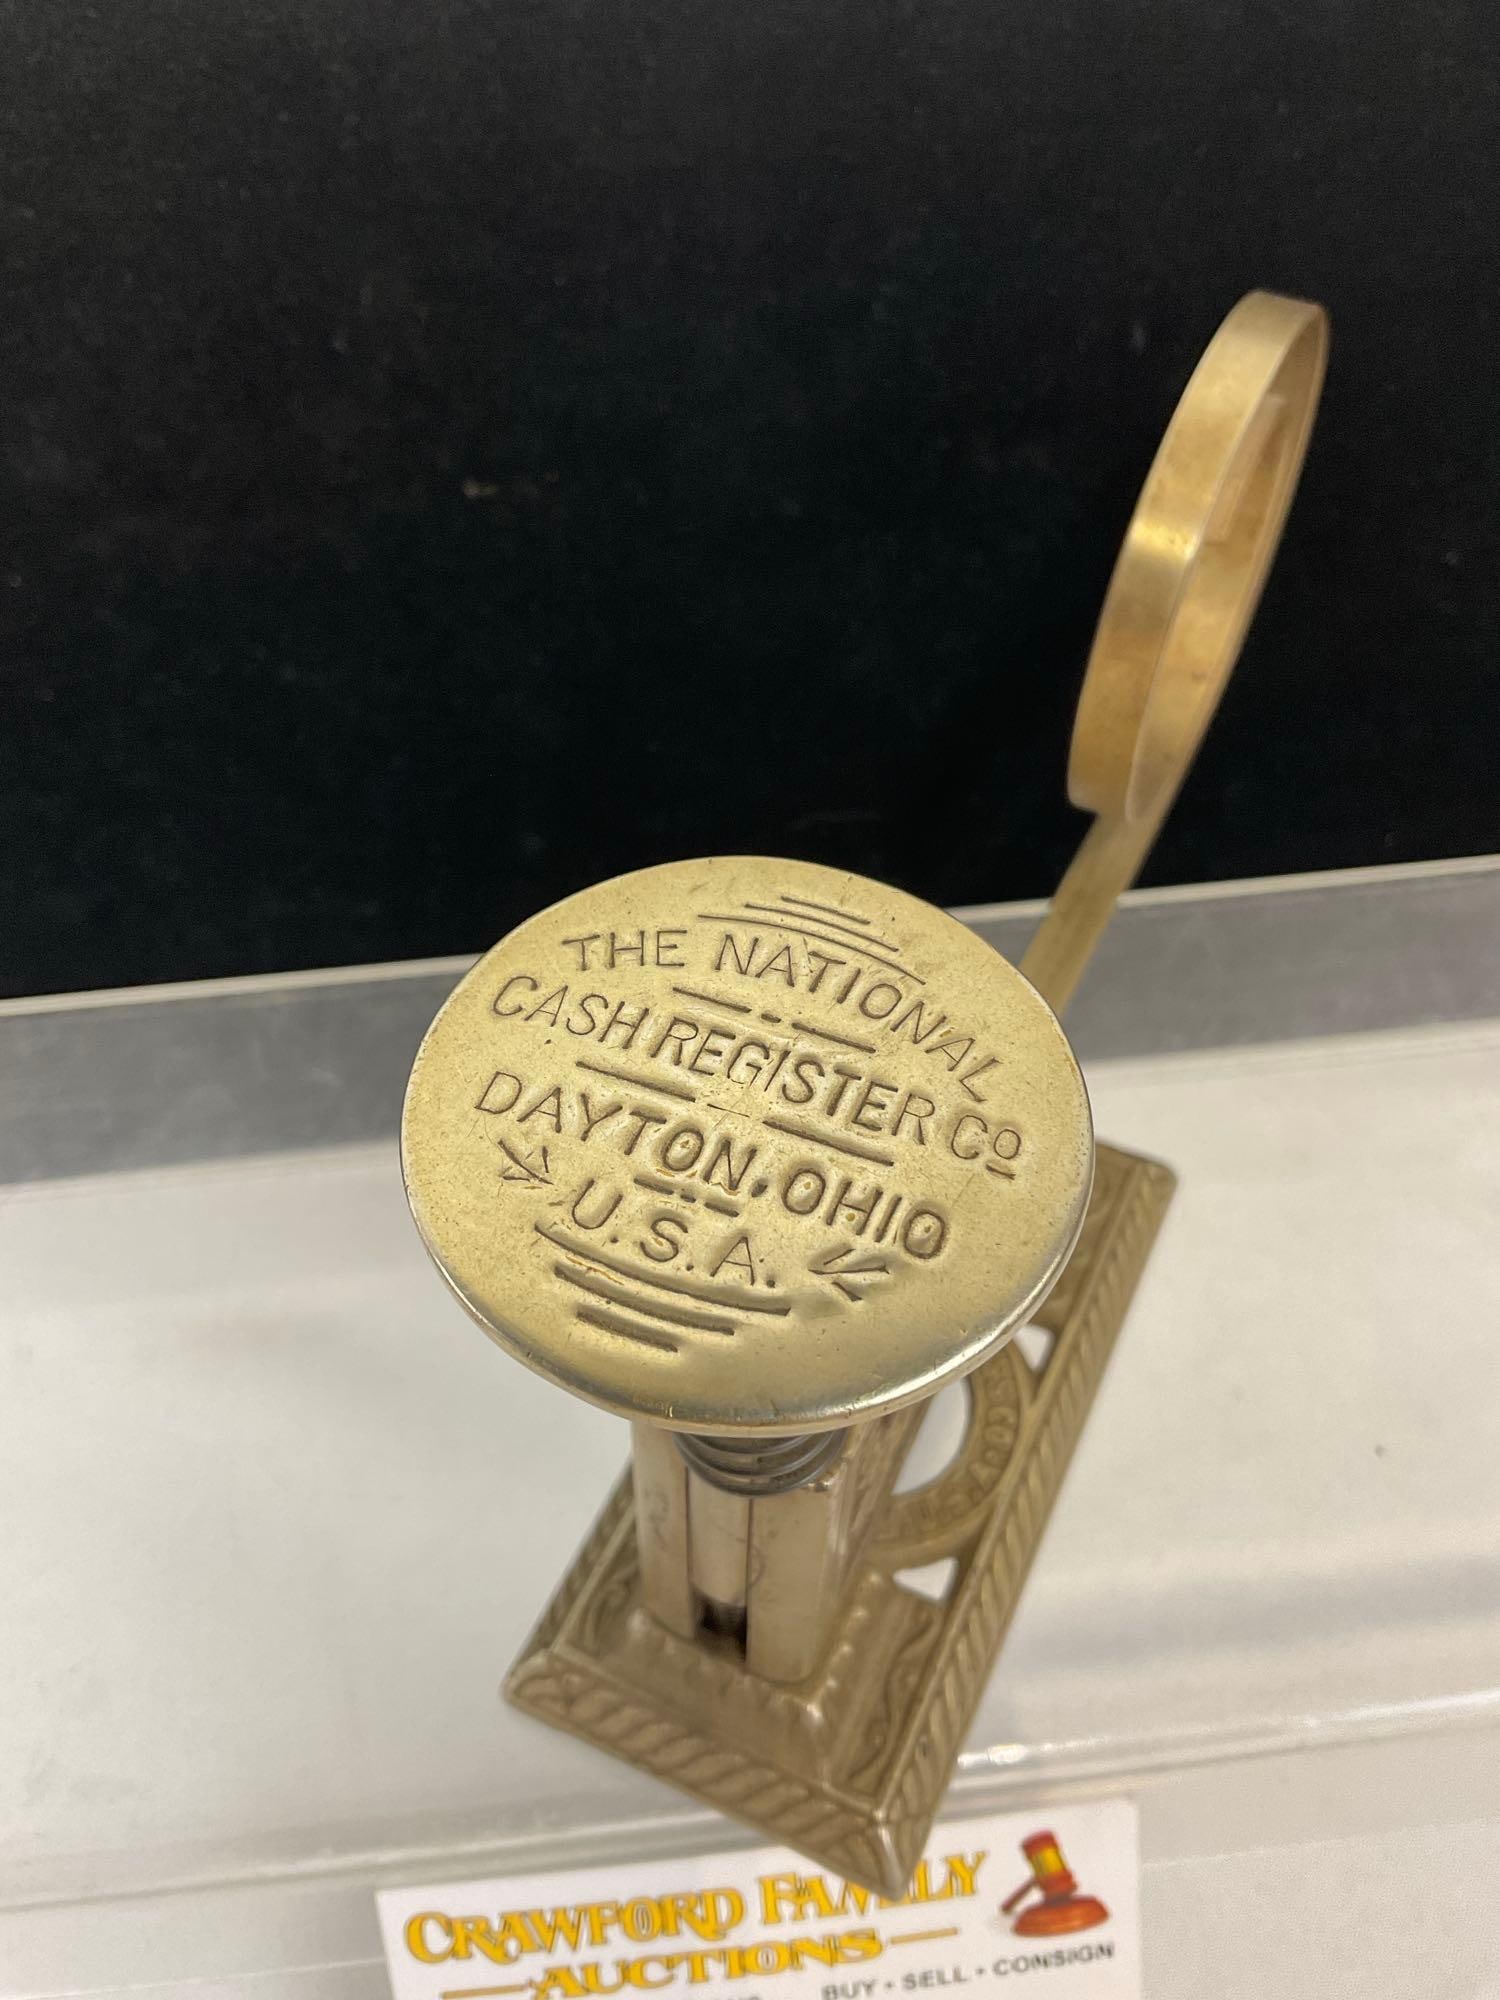 THE NATIONAL
CASH REGISTER Cº
DAYTON, OHIO
U.S.A.
CRAWFORD FAMILY
AUCTIONS
BUY • SELL • CONSIGN